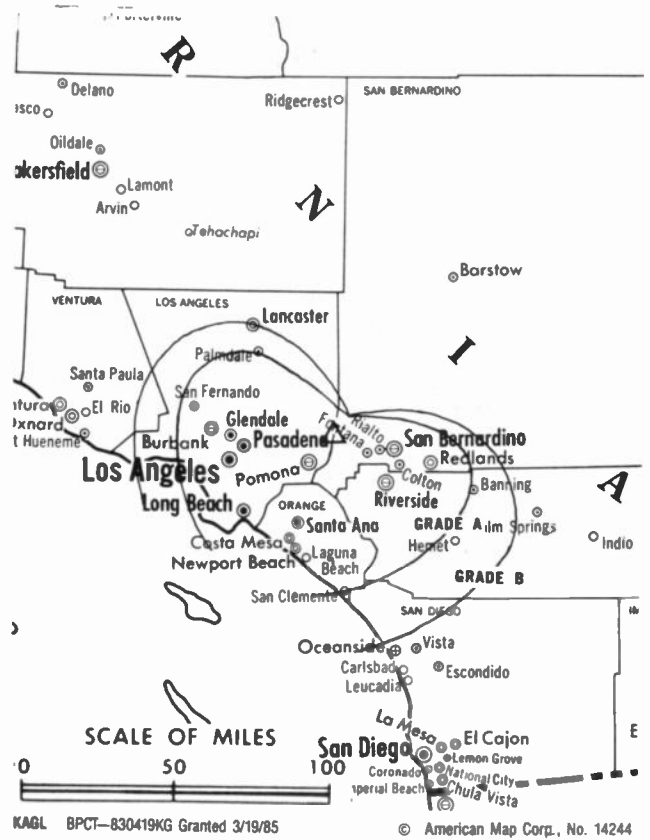 R
Delano
Ridgecrest
SAN BERNARDINO
Oildale
akersfield
Lamont
Arvin
N
Tehachapi
Barstow
VENTURA
LOS ANGELES
Lancaster
I
Palmdale
Santa Paula
San Fernando
El Rio
Glendale
Rialto
Fontana
San Bernardino
t Hueneme
Burbank
Pasadena
Redlands
Los Angeles
Pomona
Colton
Banning
A
Riverside
Long Beach
ORANGE
Santa Ana
GRADE A
lm Springs
Costa Mesa
Hemet
Indio
Newport Beach
Laguna
Beach
GRADE B
San Clemente
SAN DIEGO
Oceanside
Vista
Carlsbad
Escondido
Leucadia
SCALE OF MILES
La Mesa
El Cajon
San Diego
Lemon Grove
0 50 100
Coronado
National City
mperial Beach
Chula Vista
E
KAGL BPCT—830419KG Granted 3/19/85
© American Map Corp., No. 14244